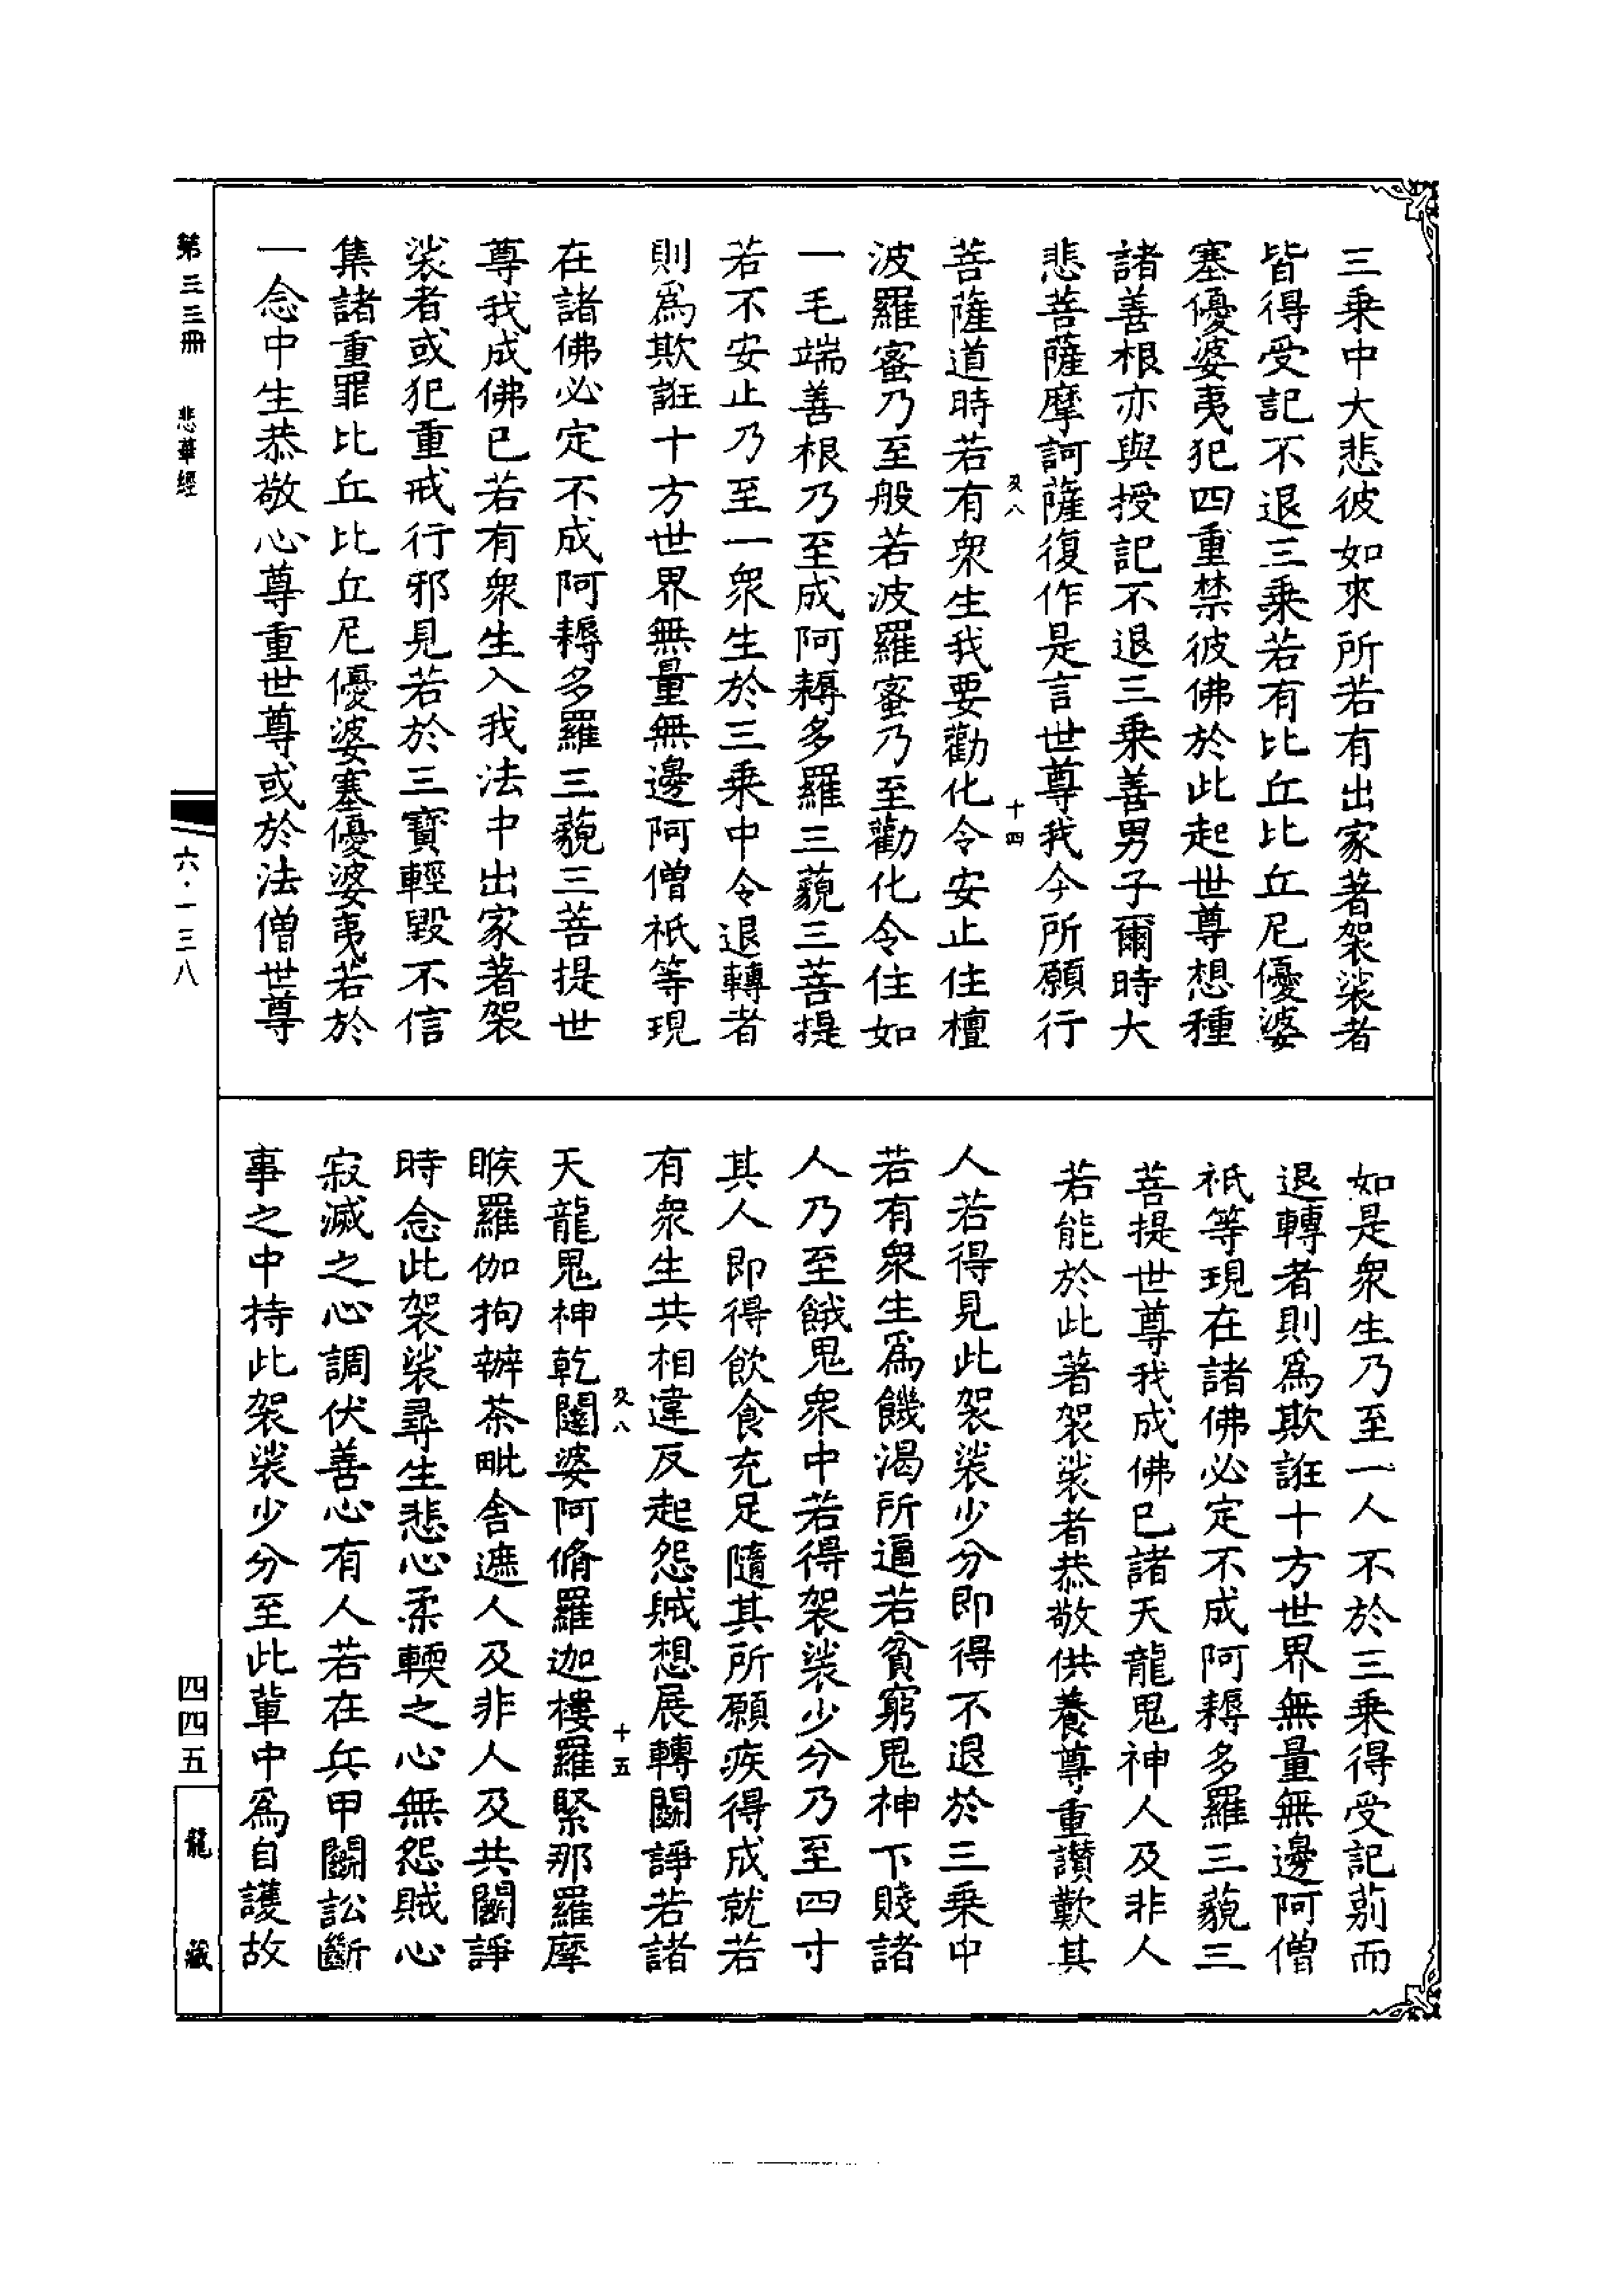 三乗中大悲彼如來所若有出家著袈裟者
皆得受記不退三乗若有比丘比丘尼優婆
塞優婆夷犯四重禁彼佛於此起世尊想種
諸善根亦與授記不退三乗善男子爾時大
悲菩薩摩訶薩復作是言世尊我今所願行
及八 十四
菩薩道時若有衆生我要勸化令安止住檀
波羅蜜乃至般若波羅蜜乃至勸化令住如
一毛端善根乃至成阿耨多羅三藐三菩提
若不安止乃至一衆生於三乗中令退轉者
則爲欺誑十方世界無量無邊阿僧祇等現
在諸佛必定不成阿耨多羅三藐三菩提世
尊我成佛已若有衆生入我法中出家著袈
裟者或犯重戒行邪見若於三寶輕毀不信
集諸重罪比丘比丘尼優婆塞優婆夷若於
一念中生恭敬心尊重世尊或於法僧世尊
如是衆生乃至一人不於三乗得受記莂而
退轉者則爲欺誑十方世界無量無邊阿僧
祇等現在諸佛必定不成阿耨多羅三藐三
菩提世尊我成佛已諸天龍鬼神人及非人
若能於此著袈裟者恭敬供養尊重讃歎其
人若得見此袈裟少分即得不退於三乗中
若有衆生爲饑渴所逼若貧窮鬼神下賤諸
人乃至餓鬼衆中若得袈裟少分乃至四寸
其人即得飲食充足隨其所願疾得成就若
有衆生共相違反起怨賊想展轉鬭諍若諸
及八 十五
天龍鬼神乾闥婆阿脩羅迦樓羅緊那羅摩
睺羅伽拘辦荼毗舍遮人及非人及共鬭諍
時念此袈裟尋生悲心柔輭之心無怨賊心
寂滅之心調伏善心有人若在兵甲鬭訟斷
事之中持此袈裟少分至此輩中爲自護故
第三三冊 悲華經
六·一三八
四四五
龍藏